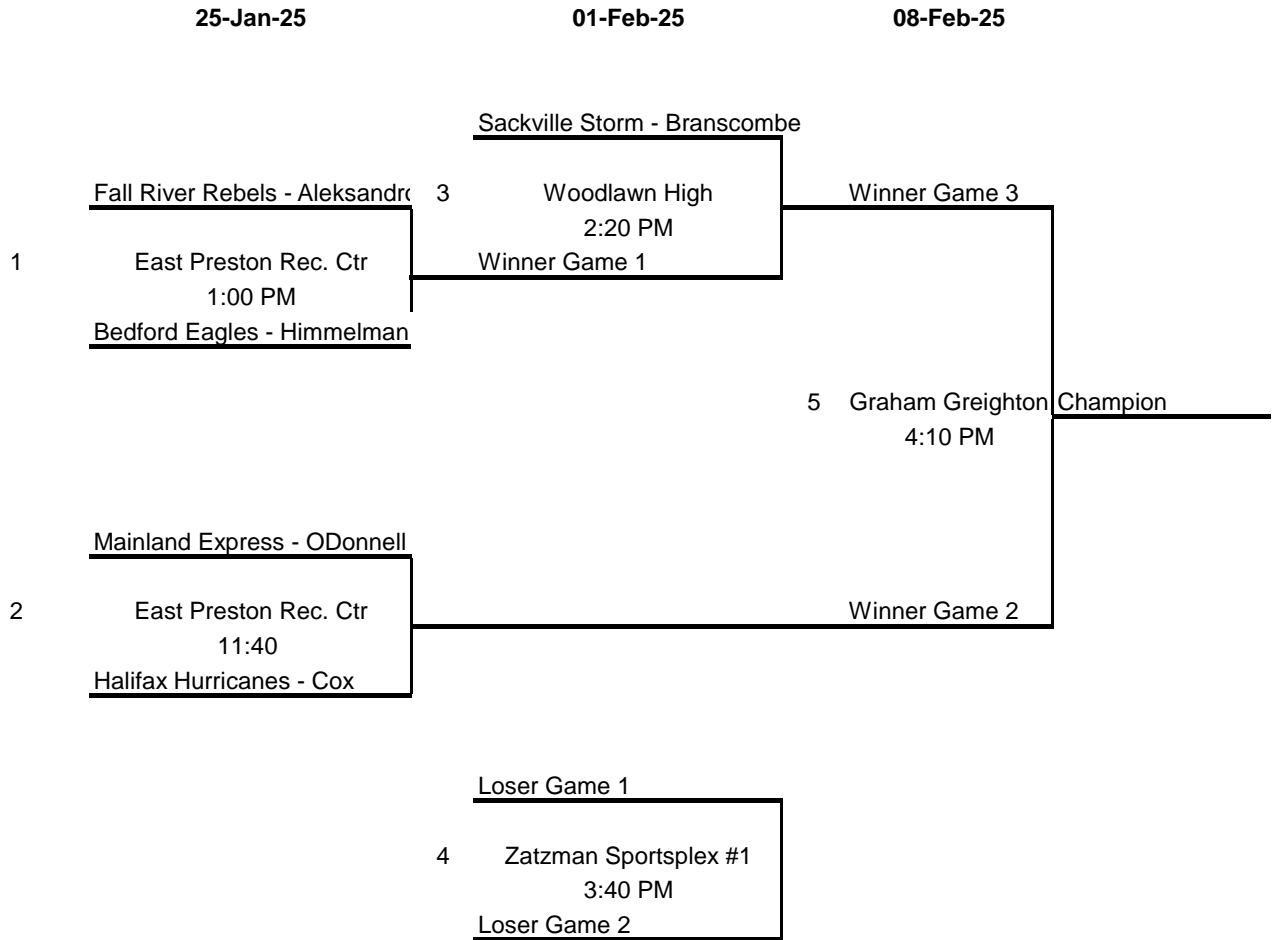 25-Jan-25 01-Feb-25 08-Feb-25
Sackville Storm - Branscombe
Fall River Rebels - Aleksandro 3 Woodlawn High Winner Game 3
2:20 PM
1 East Preston Rec. Ctr Winner Game 1
1:00 PM
Bedford Eagles - Himmelman
5 Graham Greighton Champion
4:10 PM
Mainland Express - ODonnell
2 East Preston Rec. Ctr Winner Game 2
11:40
Halifax Hurricanes - Cox
Loser Game 1
4 Zatzman Sportsplex #1
3:40 PM
Loser Game 2